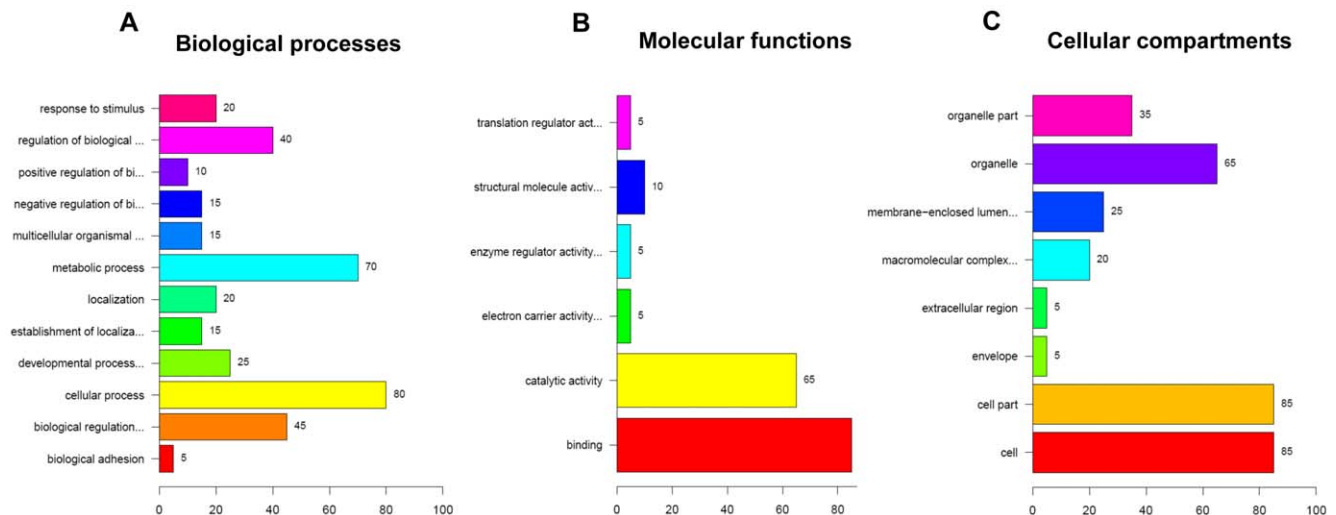 A
Biological processes
response to stimulus 20
regulation of biological ... 40
positive regulation of bi... 10
negative regulation of bi... 15
multicellular organismal ... 15
metabolic process 70
localization 20
establishment of localiza... 15
developmental process... 25
cellular process 80
biological regulation... 45
biological adhesion 5
0 20 40 60 80 100
B
Molecular functions
translation regulator act... 5
structural molecule activ... 10
enzyme regulator activity... 5
electron carrier activity... 5
catalytic activity 65
binding
0 20 40 60 80
C
Cellular compartments
organelle part 35
organelle 65
membrane-enclosed lumen... 25
macromolecular complex... 20
extracellular region 5
envelope 5
cell part 85
cell 85
0 20 40 60 80 100